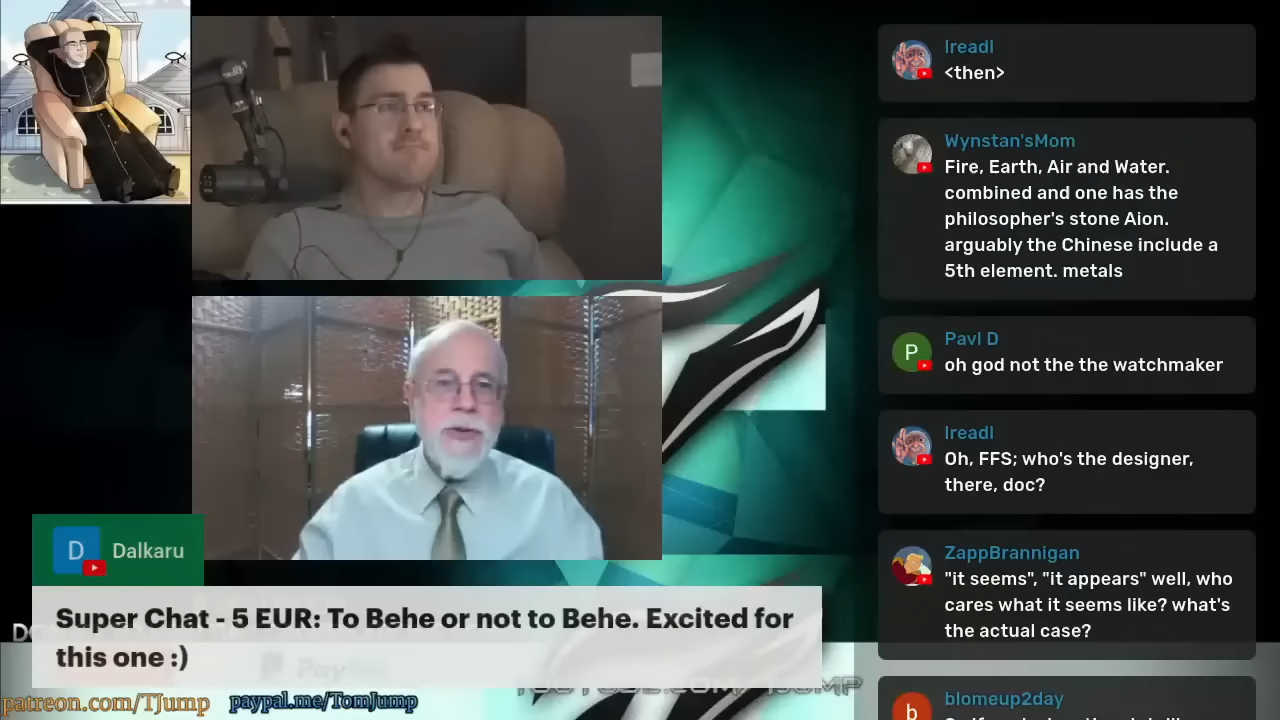 Ireadl
<then>
Wynstan'sMom
Fire, Earth, Air and Water.
combined and one has the
philosopher's stone Aion.
arguably the Chinese include a
5th element. metals
P
Pavl D
oh god not the the watchmaker
Ireadl
Oh, FFS; who's the designer,
there, doc?
ZappBrannigan
"it seems", "it appears" well, who
cares what it seems like? what's
the actual case?
b
blomeup2day
D
Dalkaru
Super Chat - 5 EUR: To Behe or not to Behe. Excited for
this one :)
patreon.com/TJump
paypal.me/TomJump
YOUTUBE.COM/TJUMP